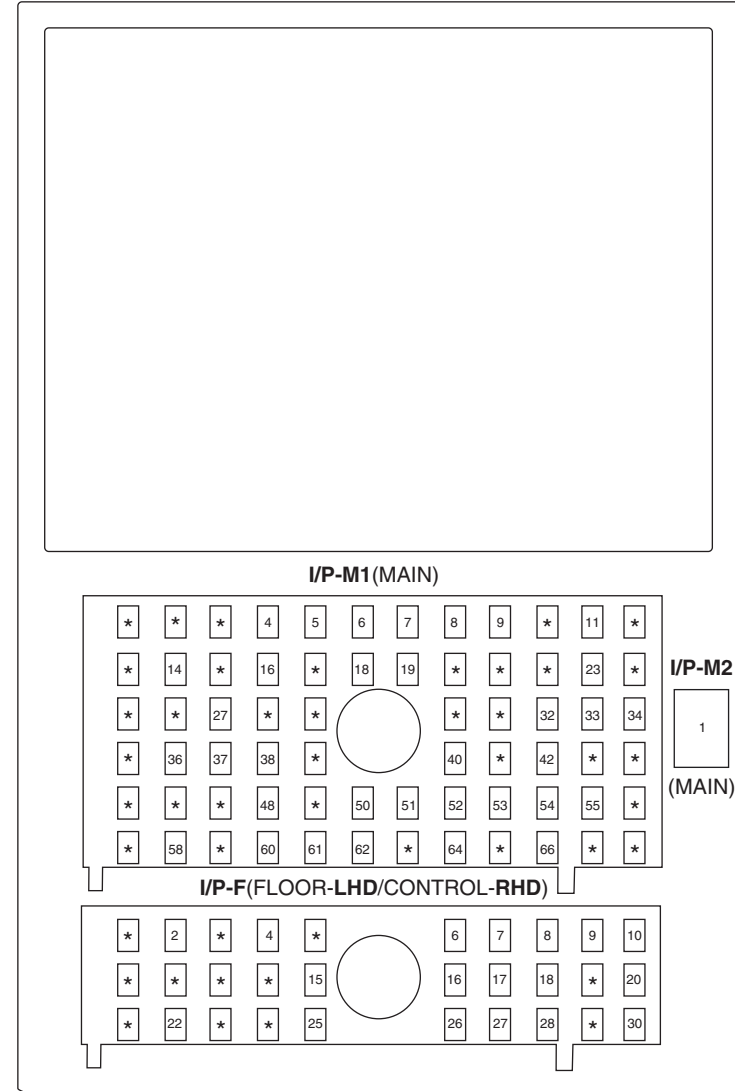 I/P-M1(MAIN)
* * * 4 5 6 7 8 9 * 11 *
* 14 * 16 * 18 19 * * * 23 *
I/P-M2
* * 27 * * * * 32 33 34
1
* 36 37 38 * 40 * 42 * *
(MAIN)
* * * 48 * 50 51 52 53 54 55 *
* 58 * 60 61 62 * 64 * 66 * *
I/P-F(FLOOR-LHD/CONTROL-RHD)
* 2 * 4 * 6 7 8 9 10
* * * * 15 16 17 18 * 20
* 22 * * 25 26 27 28 * 30